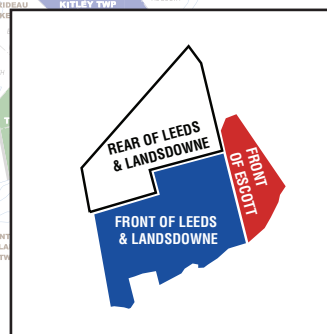 KITLEY TWP
REAR OF LEEDS
& LANDSDOWNE
FRONT
OF ESCOTT
FRONT OF LEEDS
& LANDSDOWNE